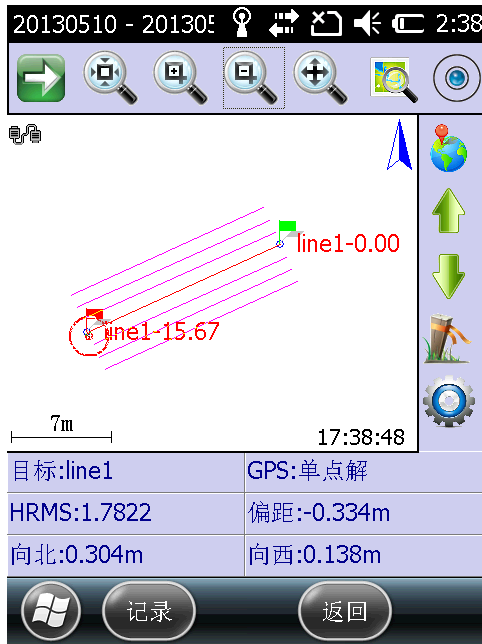 20130510 - 201305
2:38
line1-0.00
line1-15.67
7m
17:38:48
目标:line1
GPS:单点解
HRMS:1.7822
偏距:-0.334m
向北:0.304m
向西:0.138m
记录
返回